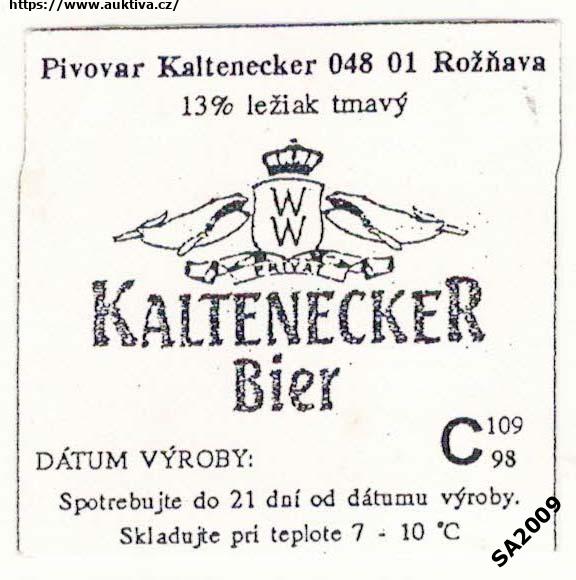 https://www.auktiva.cz/
Pivovar Kaltenecker 048 01 Rožňava
13% ležiak tmavý
W
W
PRIVAT
KALTENECKER
Bier
DÁTUM VÝROBY:
C 109
98
Spotrebujte do 21 dní od dátumu výroby.
Skladujte pri teplote 7 - 10 °C
SA2009